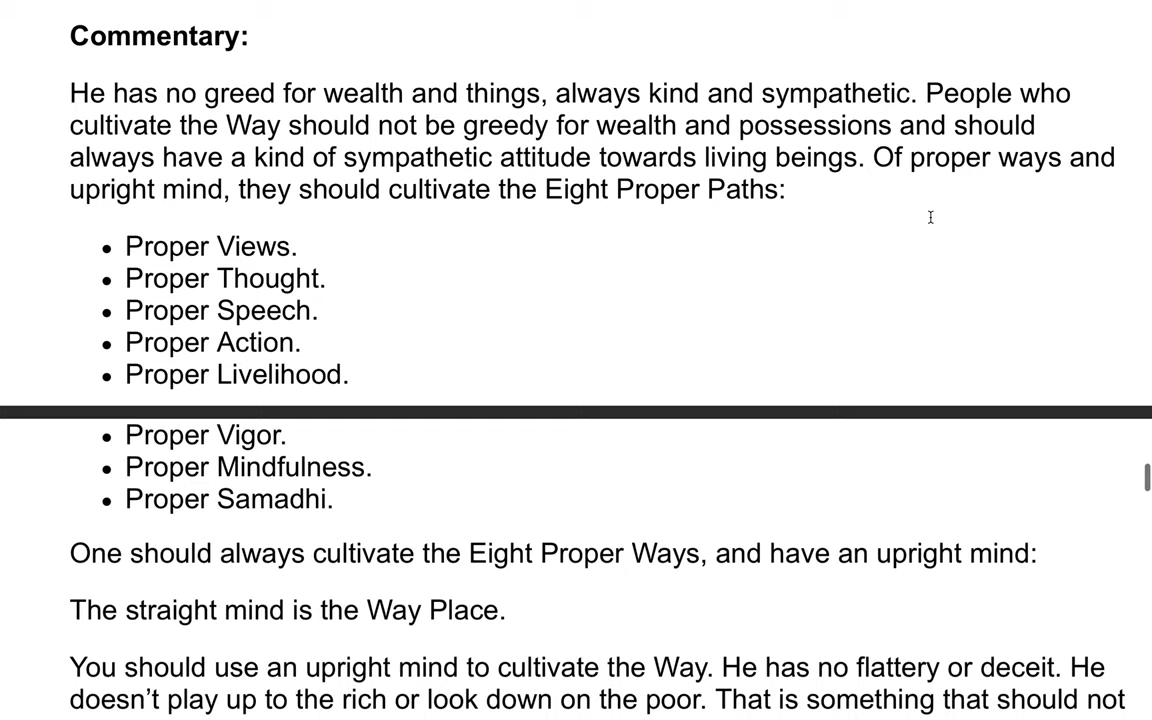 Commentary:
He has no greed for wealth and things, always kind and sympathetic. People who
cultivate the Way should not be greedy for wealth and possessions and should
always have a kind of sympathetic attitude towards living beings. Of proper ways and
upright mind, they should cultivate the Eight Proper Paths:
• Proper Views.
• Proper Thought.
• Proper Speech.
• Proper Action.
• Proper Livelihood.
• Proper Vigor.
• Proper Mindfulness.
• Proper Samadhi.
One should always cultivate the Eight Proper Ways, and have an upright mind:
The straight mind is the Way Place.
You should use an upright mind to cultivate the Way. He has no flattery or deceit. He
doesn’t play up to the rich or look down on the poor. That is something that should not